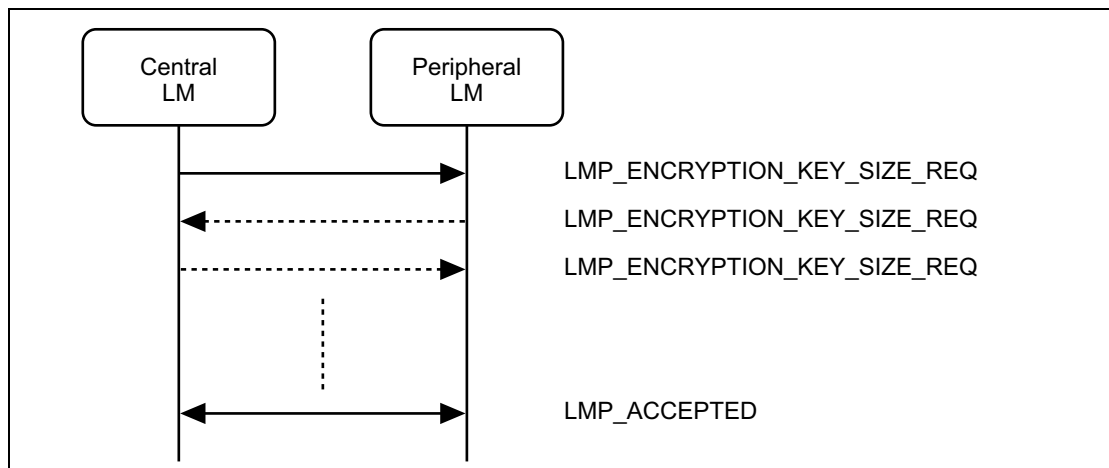 Central
LM
Peripheral
LM
LMP_ENCRYPTION_KEY_SIZE_REQ
LMP_ENCRYPTION_KEY_SIZE_REQ
LMP_ENCRYPTION_KEY_SIZE_REQ
LMP_ACCEPTED